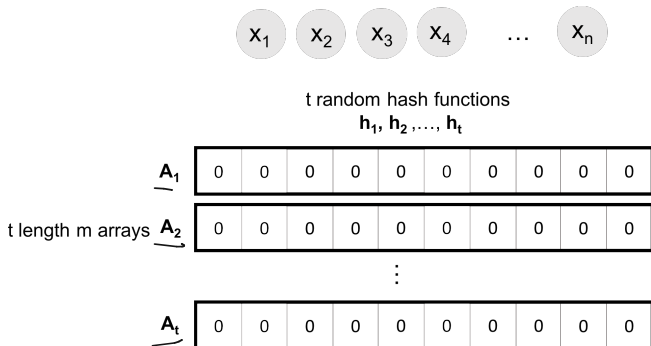 x1 x2 x3 x4 … xn
t random hash functions
h1, h2 ,…, ht
A1 0 0 0 0 0 0 0 0 0 0
t length m arrays A2 0 0 0 0 0 0 0 0 0 0
⋮
At 0 0 0 0 0 0 0 0 0 0